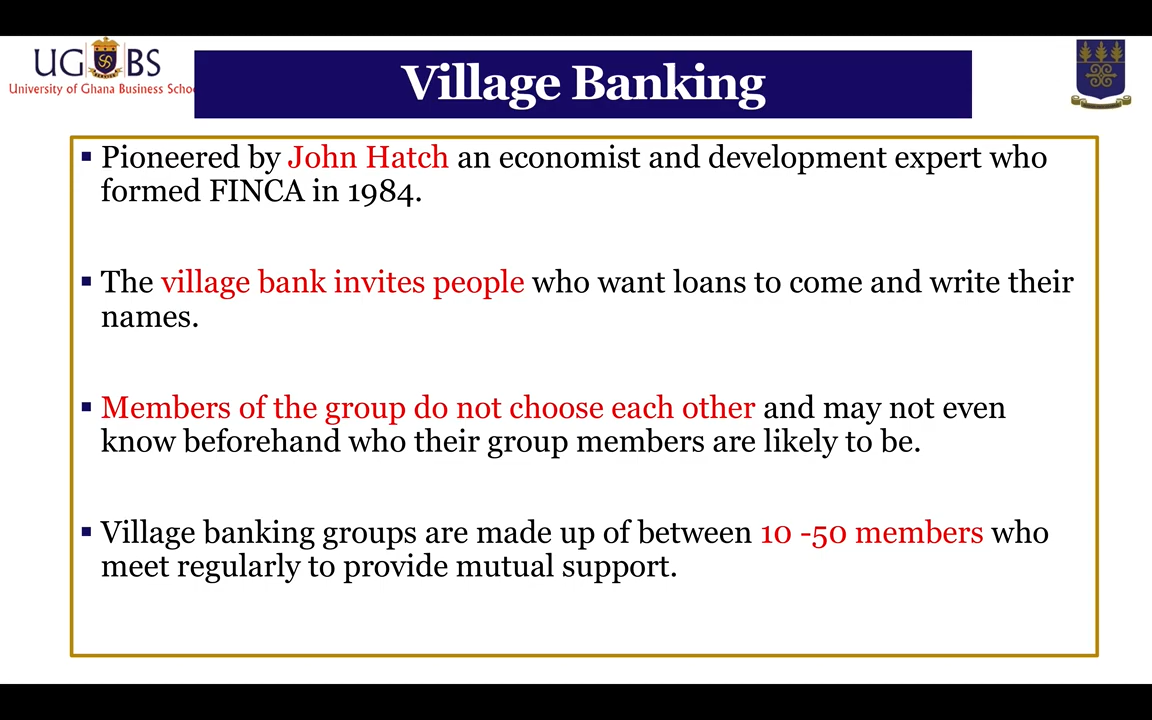 UG BS
University of Ghana Business Schoo
Village Banking
▪ Pioneered by John Hatch an economist and development expert who
formed FINCA in 1984.
▪ The village bank invites people who want loans to come and write their
names.
▪ Members of the group do not choose each other and may not even
know beforehand who their group members are likely to be.
▪ Village banking groups are made up of between 10 -50 members who
meet regularly to provide mutual support.